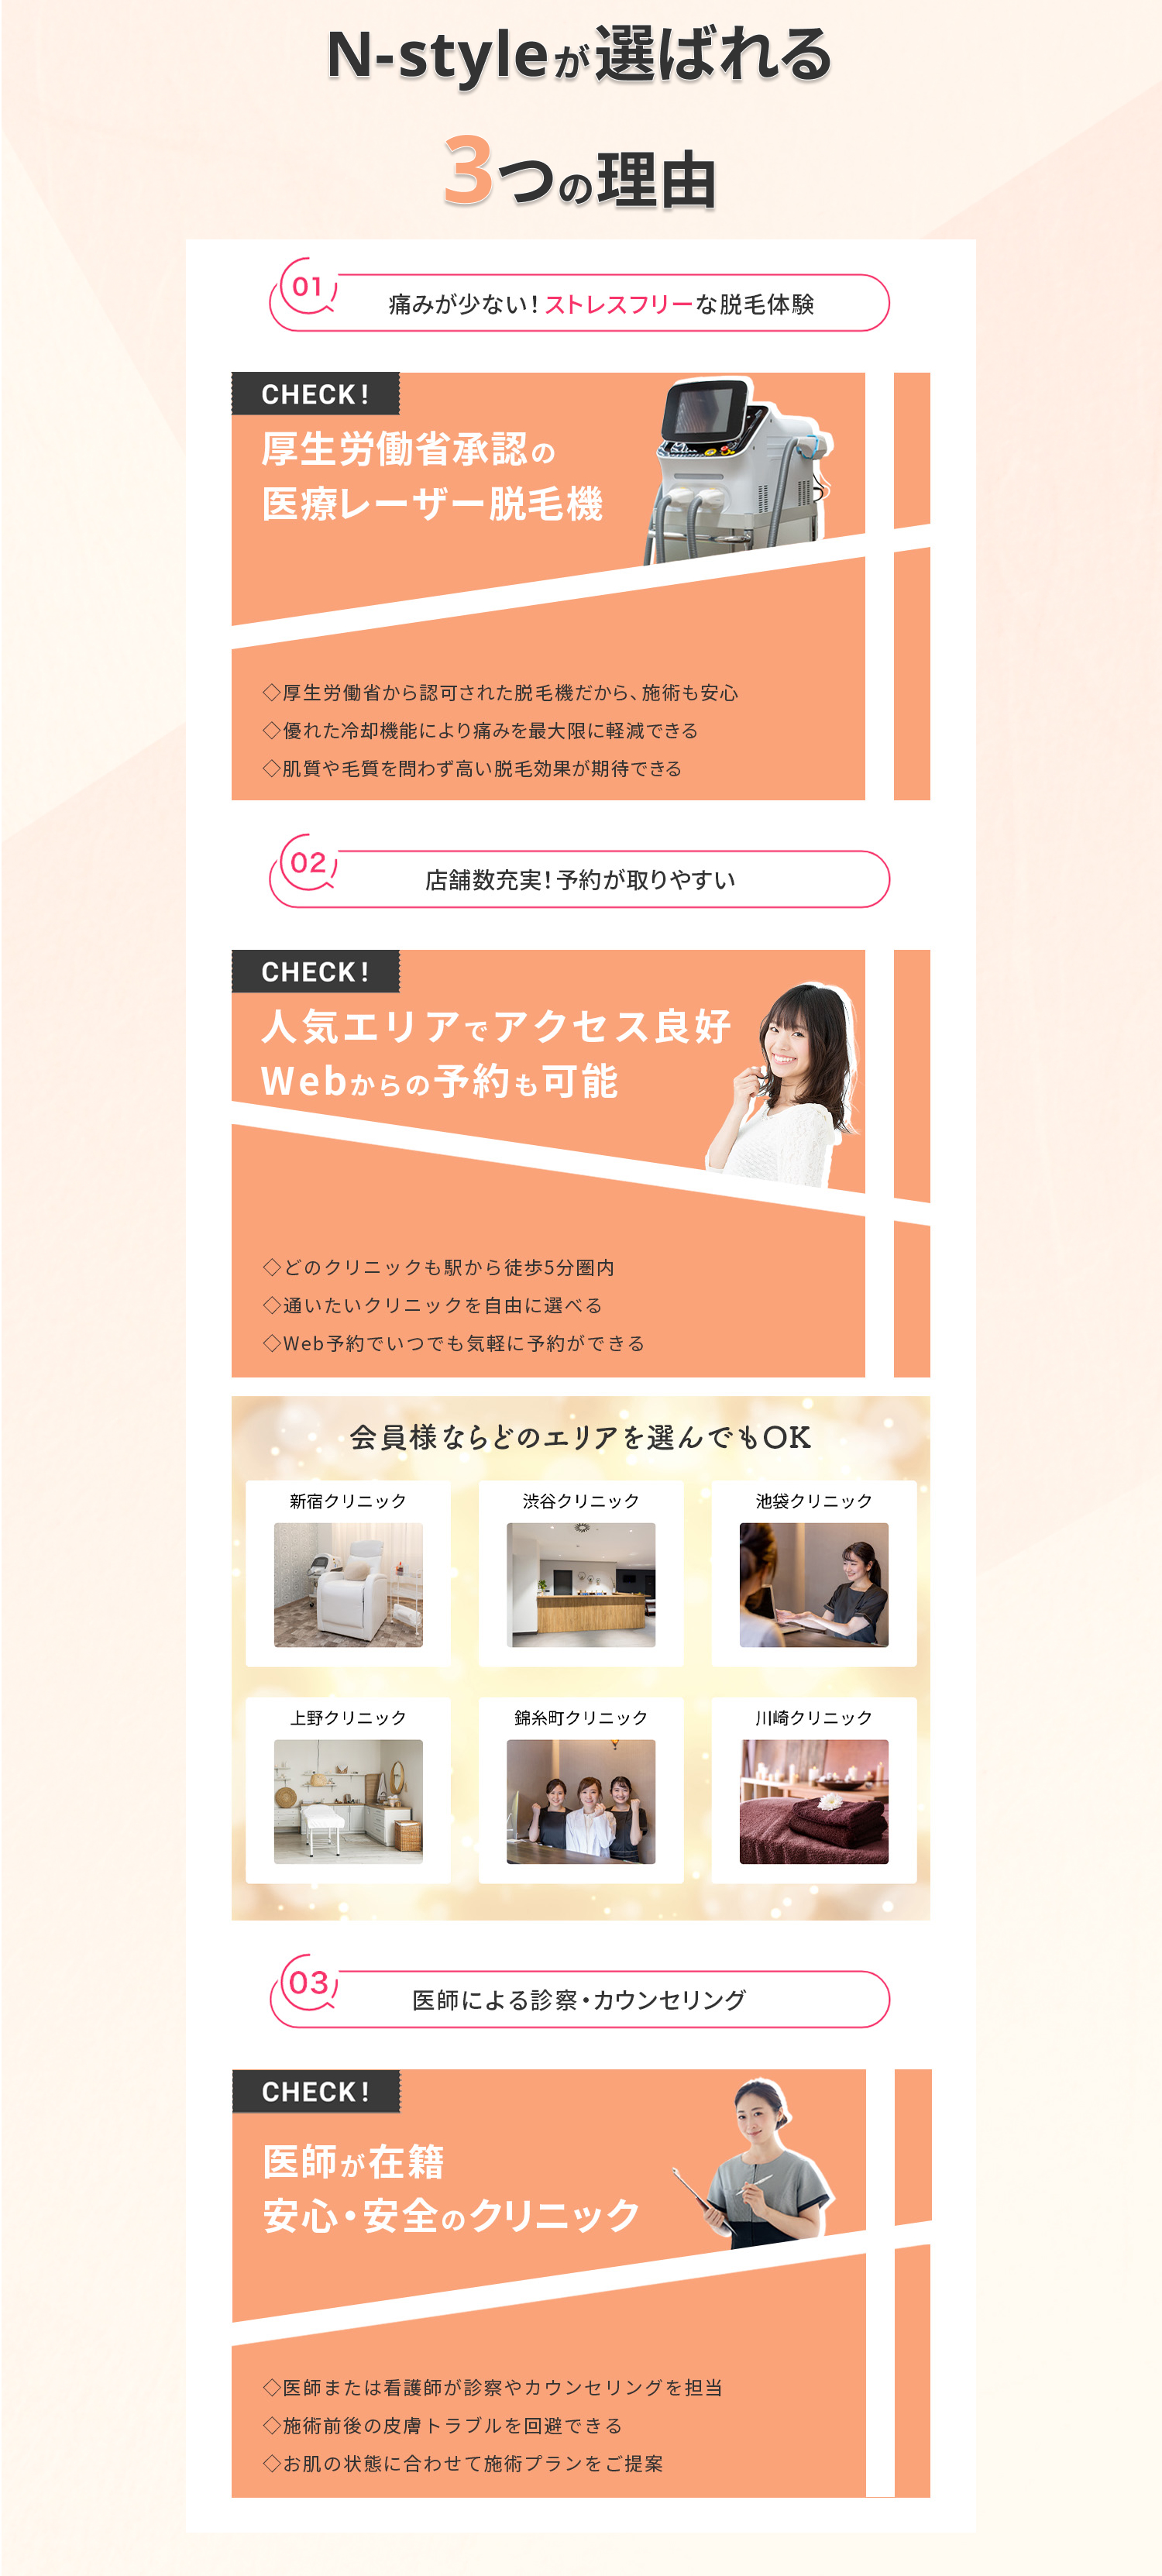 N-styleが選ばれる
3つの理由
01
痛みが少ない！ストレスフリーな脱毛体験
CHECK！
厚生労働省承認の
医療レーザー脱毛機
◇厚生労働省から認可された脱毛機だから、施術も安心
◇優れた冷却機能により痛みを最大限に軽減できる
◇肌質や毛質を問わず高い脱毛効果が期待できる
02
店舗数充実！予約が取りやすい
CHECK！
人気エリアでアクセス良好
Webからの予約も可能
◇どのクリニックも駅から徒歩5分圏内
◇通いたいクリニックを自由に選べる
◇Web予約でいつでも気軽に予約ができる
会員様ならどのエリアを選んでもOK
新宿クリニック
渋谷クリニック
池袋クリニック
上野クリニック
錦糸町クリニック
川崎クリニック
03
医師による診察・カウンセリング
CHECK！
医師が在籍
安心・安全のクリニック
◇医師または看護師が診察やカウンセリングを担当
◇施術前後の皮膚トラブルを回避できる
◇お肌の状態に合わせて施術プランをご提案